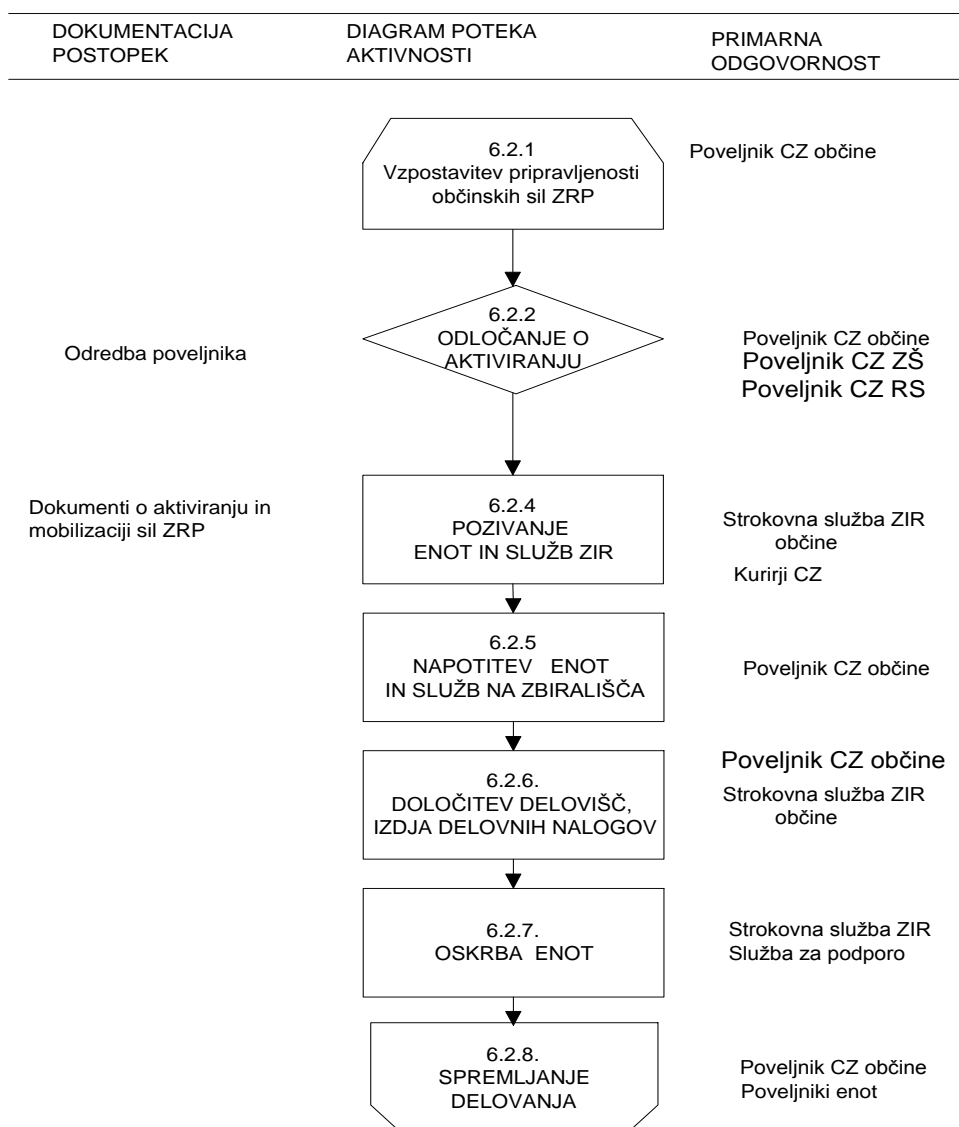 DOKUMENTACIJA
POSTOPEK
DIAGRAM POTEKA
AKTIVNOSTI
PRIMARNA
ODGOVORNOST
6.2.1
Vzpostavitev pripravljenosti
občinskih sil ZRP
Poveljnik CZ občine
Odredba poveljnika
6.2.2
ODLOČANJE O
AKTIVIRANJU
Poveljnik CZ občine
Poveljnik CZ ZŠ
Poveljnik CZ RS
Dokumenti o aktiviranju in
mobilizaciji sil ZRP
6.2.4
POZIVANJE
ENOT IN SLUŽB ZIR
Strokovna služba ZIR
občine
Kurirji CZ
6.2.5
NAPOTITEV ENOT
IN SLUŽB NA ZBIRALIŠČA
Poveljnik CZ občine
6.2.6.
DOLOČITEV DELOVIŠČ,
IZDJA DELOVNIH NALOGOV
Poveljnik CZ občine
Strokovna služba ZIR
občine
6.2.7.
OSKRBA ENOT
Strokovna služba ZIR
Služba za podporo
6.2.8.
SPREMLJANJE
DELOVANJA
Poveljnik CZ občine
Poveljniki enot